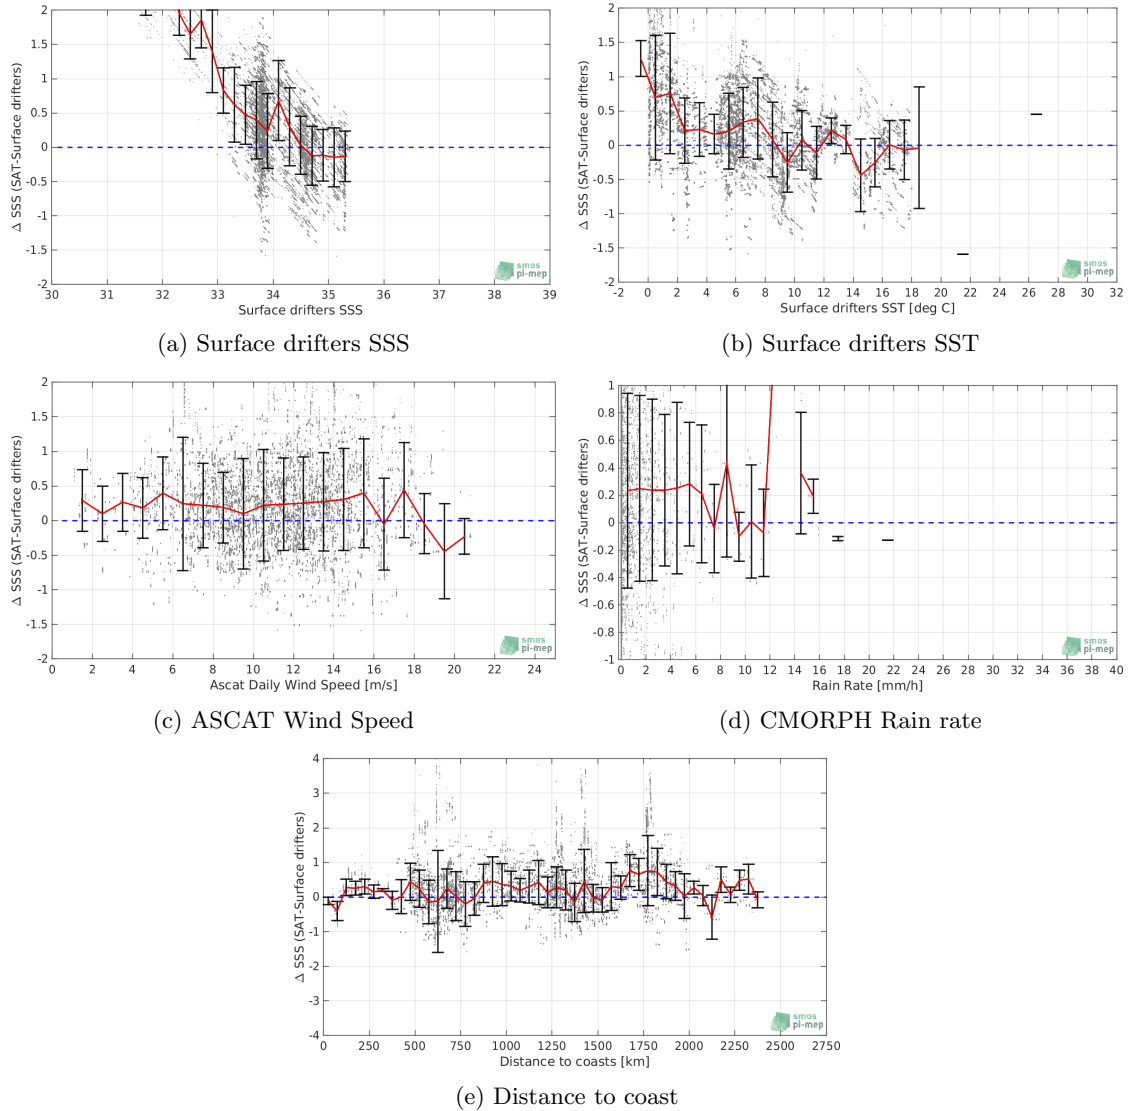 2
1.5
1
0.5
0
-0.5
-1
-1.5
-2
Δ SSS (SAT-Surface drifters)
30 31 32 33 34 35 36 37 38 39
Surface drifters SSS
smos
pi-mep
(a) Surface drifters SSS
2
1.5
1
0.5
0
-0.5
-1
-1.5
-2
Δ SSS (SAT-Surface drifters)
-2 0 2 4 6 8 10 12 14 16 18 20 22 24 26 28 30 32
Surface drifters SST [deg C]
smos
pi-mep
(b) Surface drifters SST
2
1.5
1
0.5
0
-0.5
-1
-1.5
-2
Δ SSS (SAT-Surface drifters)
0 2 4 6 8 10 12 14 16 18 20 22 24
Ascat Daily Wind Speed [m/s]
smos
pi-mep
(c) ASCAT Wind Speed
1
0.8
0.6
0.4
0.2
0
-0.2
-0.4
-0.6
-0.8
-1
Δ SSS (SAT-Surface drifters)
0 2 4 6 8 10 12 14 16 18 20 22 24 26 28 30 32 34 36 38 40
Rain Rate [mm/h]
smos
pi-mep
(d) CMORPH Rain rate
4
3
2
1
0
-1
-2
-3
-4
Δ SSS (SAT-Surface drifters)
0 250 500 750 1000 1250 1500 1750 2000 2250 2500 2750
Distance to coasts [km]
smos
pi-mep
(e) Distance to coast